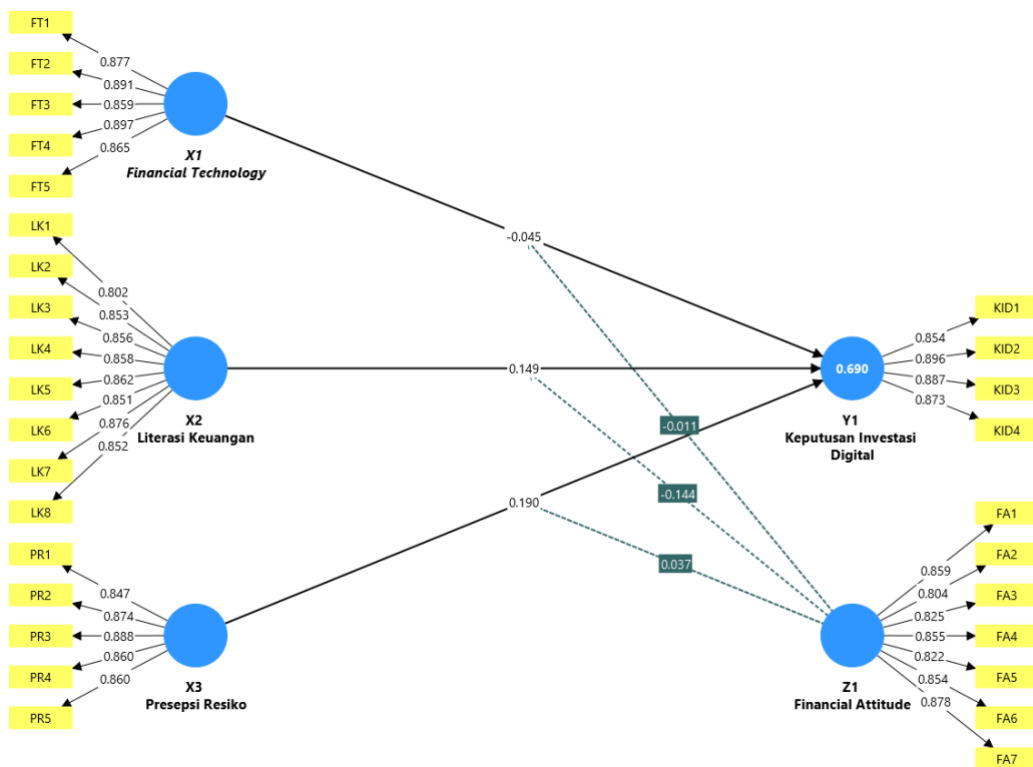 FT1
FT2
FT3
FT4
FT5
0.877
0.891
0.859
0.897
0.865
X1
Financial Technology
LK1
LK2
LK3
LK4
LK5
LK6
LK7
LK8
0.802
0.853
0.856
0.858
0.862
0.851
0.876
0.852
X2
Literasi Keuangan
PR1
PR2
PR3
PR4
PR5
0.847
0.874
0.888
0.860
0.860
X3
Presepsi Resiko
-0.045
0.149
0.190
-0.011
-0.144
0.037
0.690
Y1
Keputusan Investasi
Digital
0.854
0.896
0.887
0.873
KID1
KID2
KID3
KID4
Z1
Financial Attitude
0.859
0.804
0.825
0.855
0.822
0.854
0.878
FA1
FA2
FA3
FA4
FA5
FA6
FA7